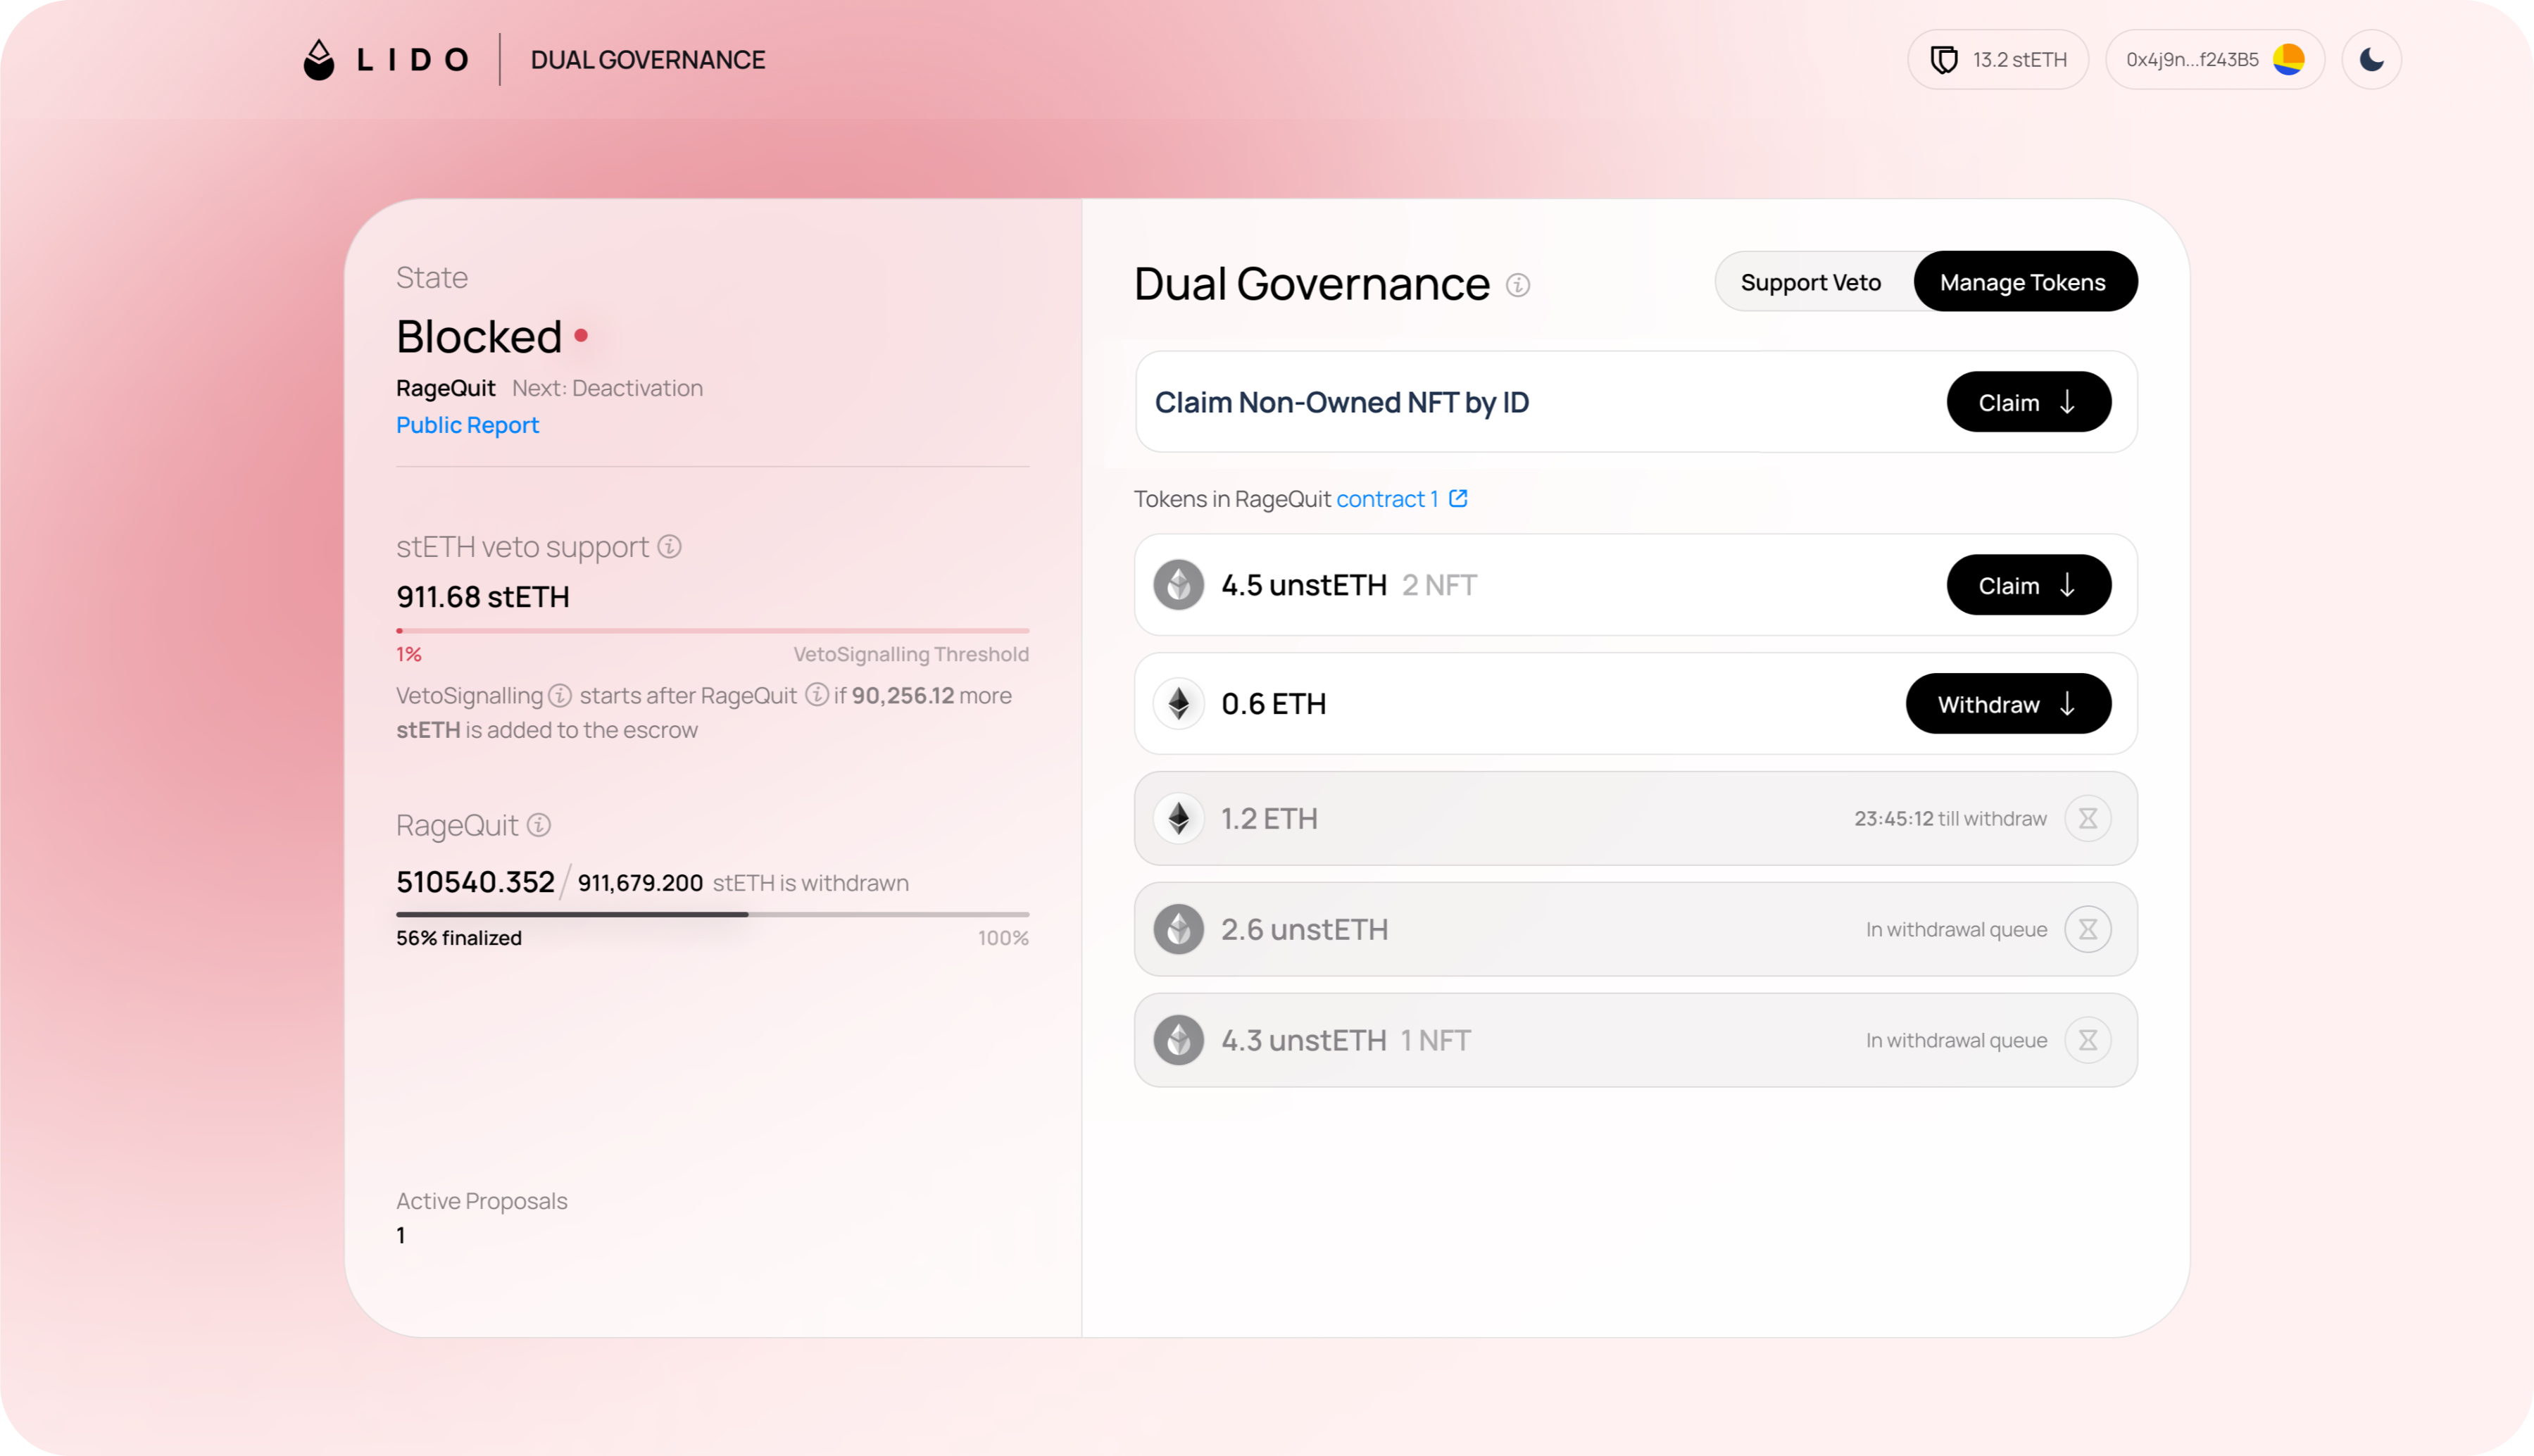 LIDO
DUAL GOVERNANCE
13.2 stETH
0x4j9n...f243B5
State
Blocked
RageQuit Next: Deactivation
Public Report
stETH veto support
911.68 stETH
1% VetoSignalling Threshold
VetoSignalling starts after RageQuit if 90,256.12 more
stETH is added to the escrow
RageQuit
510540.352 / 911,679.200 stETH is withdrawn
56% finalized 100%
Active Proposals
1
Dual Governance
Support Veto
Manage Tokens
Claim Non-Owned NFT by ID
Claim
Tokens in RageQuit contract 1
4.5 unstETH 2 NFT
Claim
0.6 ETH
Withdraw
1.2 ETH
23:45:12 till withdraw
2.6 unstETH
In withdrawal queue
4.3 unstETH 1 NFT
In withdrawal queue